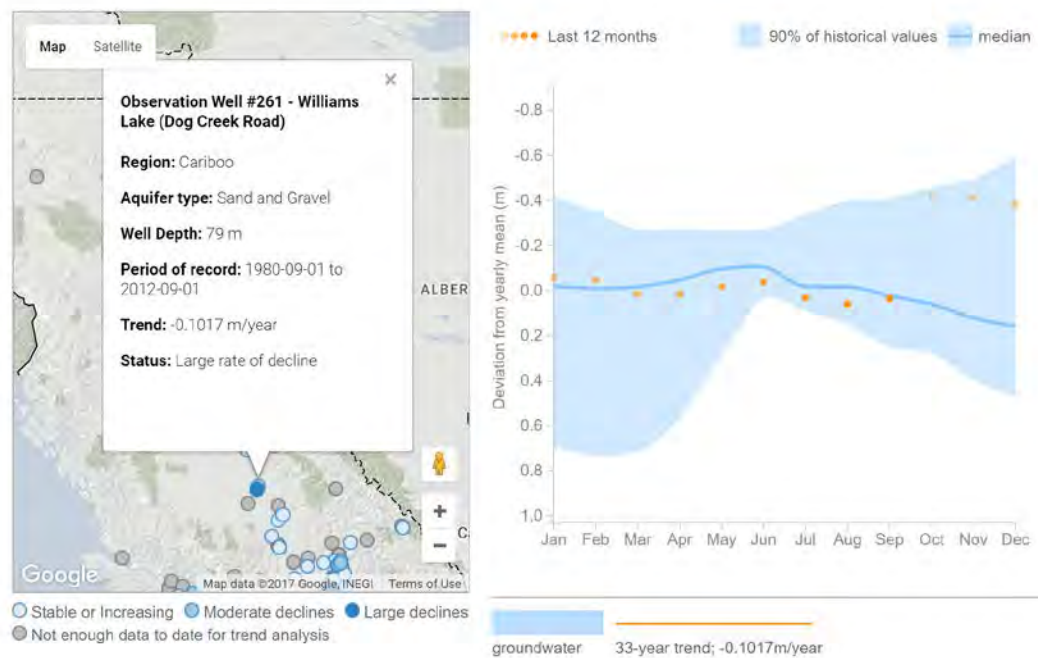 Map Satellite
×
Observation Well #261 - Williams
Lake (Dog Creek Road)
Region: Cariboo
Aquifer type: Sand and Gravel
Well Depth: 79 m
Period of record: 1980-09-01 to
2012-09-01
Trend: -0.1017 m/year
Status: Large rate of decline
ALBER
C
+
−
Google
Map data ©2017 Google, INEGI Terms of Use
Stable or Increasing Moderate declines Large declines
Not enough data to date for trend analysis
Last 12 months 90% of historical values median
Deviation from yearly mean (m)
-0.8
-0.6
-0.4
-0.2
0.0
0.2
0.4
0.6
0.8
1.0
Jan Feb Mar Apr May Jun Jul Aug Sep Oct Nov Dec
groundwater 33-year trend; -0.1017m/year